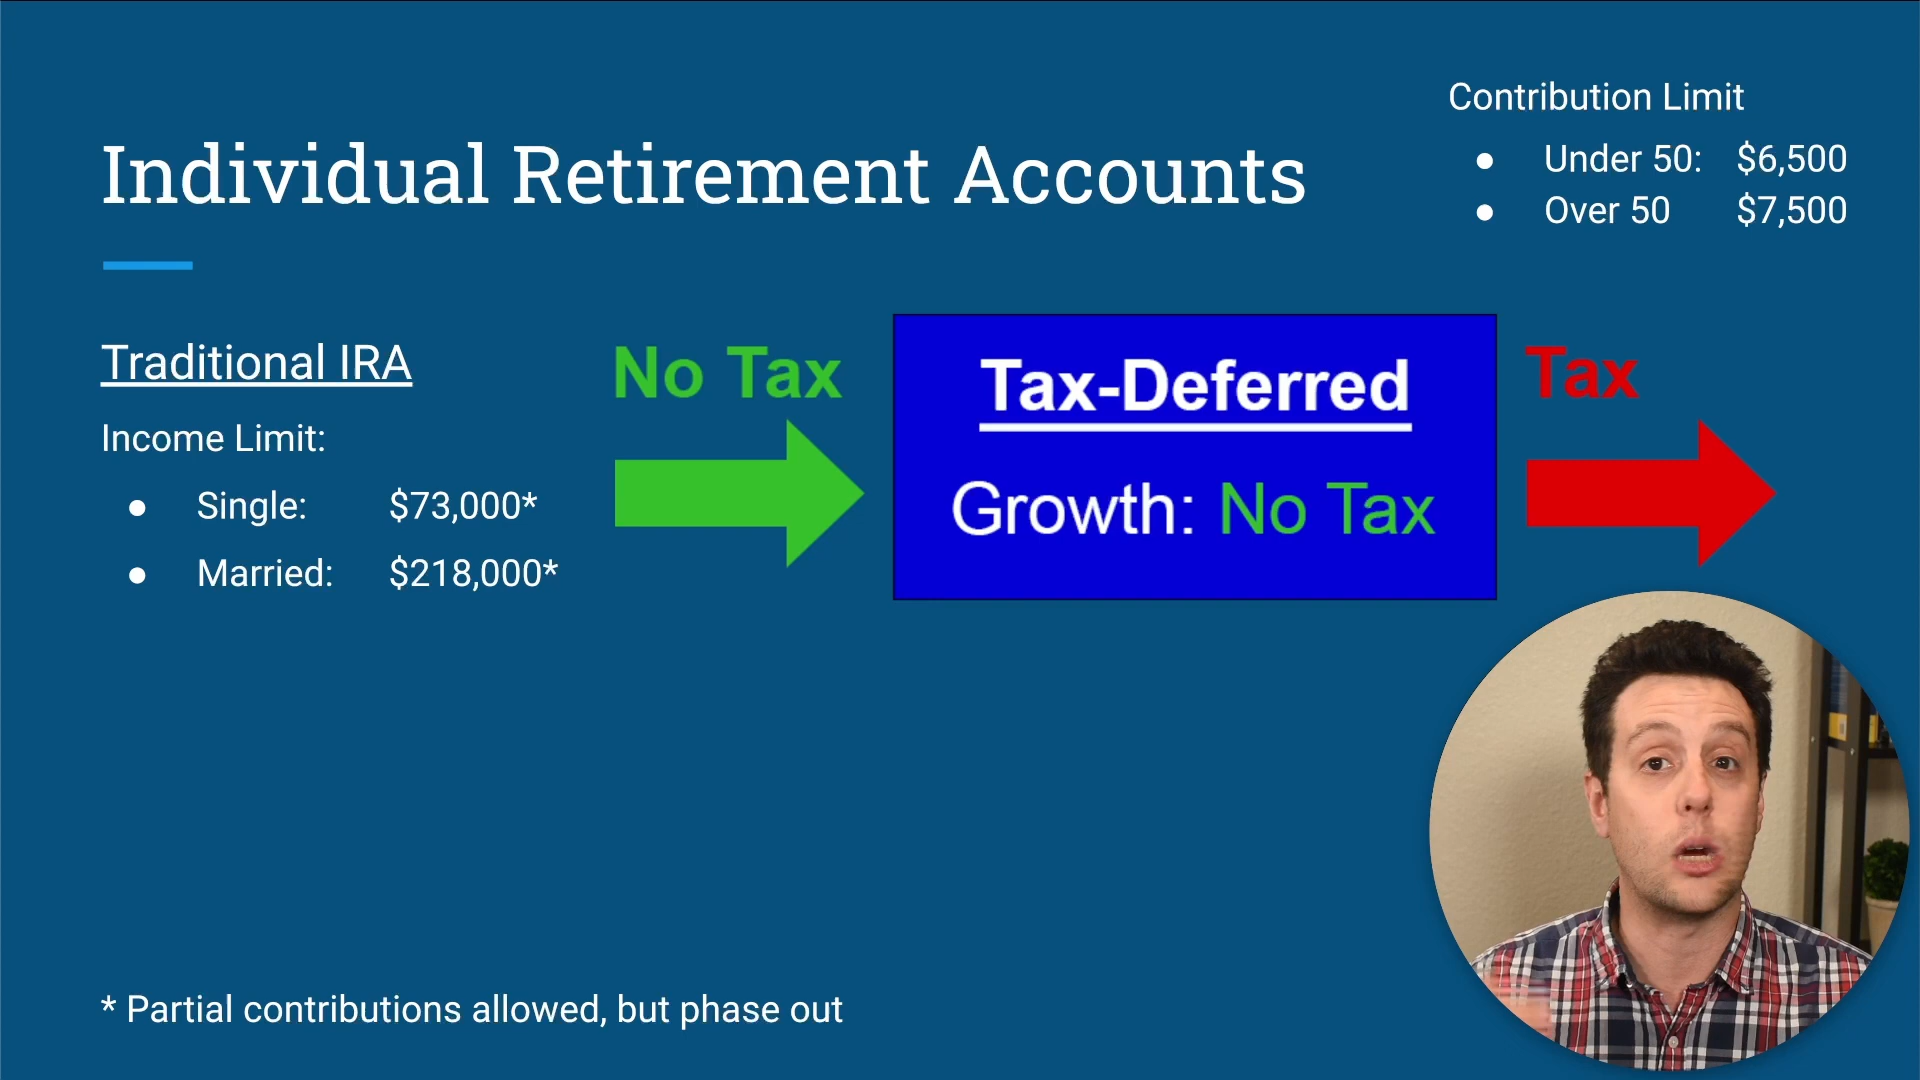 Contribution Limit
● Under 50: $6,500
● Over 50 $7,500
Individual Retirement Accounts
Traditional IRA
Income Limit:
● Single: $73,000*
● Married: $218,000*
No Tax
Tax-Deferred
Growth: No Tax
Tax
* Partial contributions allowed, but phase out